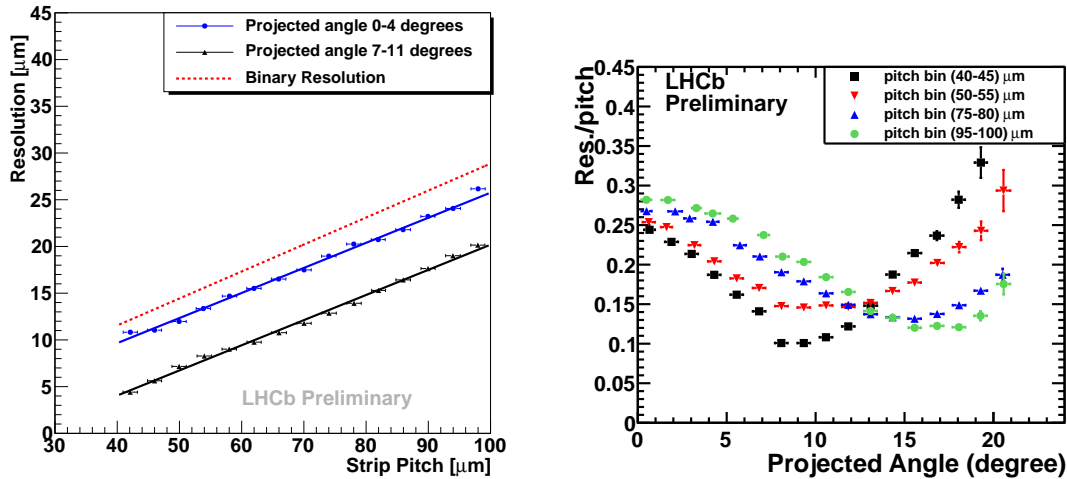 Resolution [μm]
45
40
35
30
25
20
15
10
5
0
Projected angle 0-4 degrees
Projected angle 7-11 degrees
Binary Resolution
LHCb Preliminary
30 40 50 60 70 80 90 100
Strip Pitch [μm]
Res./pitch
0.45
0.4
0.35
0.3
0.25
0.2
0.15
0.1
0.05
0
LHCb
Preliminary
pitch bin (40-45) μm
pitch bin (50-55) μm
pitch bin (75-80) μm
pitch bin (95-100) μm
0 5 10 15 20
Projected Angle (degree)